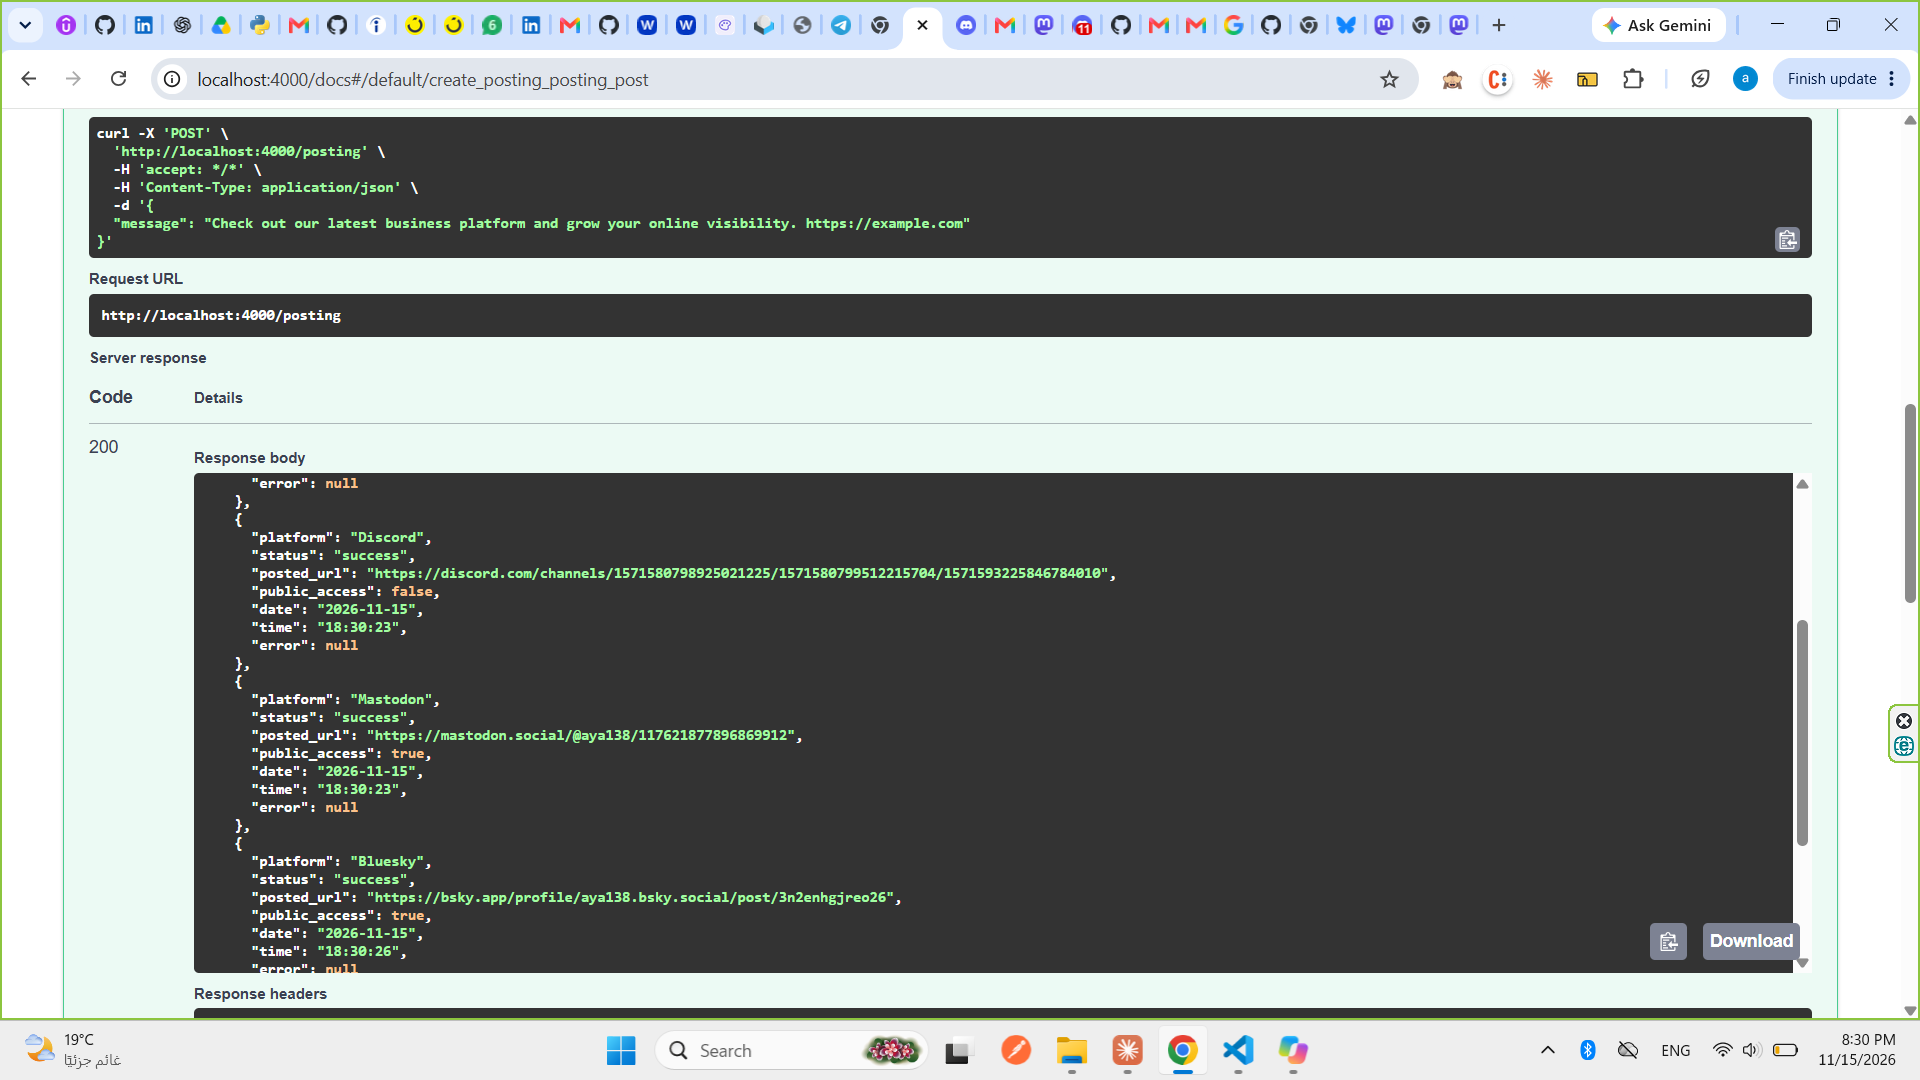 11
6
Ask Gemini
localhost:4000/docs#/default/create_posting_posting_post
a
Finish update
curl -X 'POST' \
'http://localhost:4000/posting' \
-H 'accept: */*' \
-H 'Content-Type: application/json' \
-d '{
"message": "Check out our latest business platform and grow your online visibility. https://example.com"
}'
Request URL
http://localhost:4000/posting
Server response
Code Details
200
Response body
"error": null
},
{
"platform": "Discord",
"status": "success",
"posted_url": "https://discord.com/channels/1571580798925021225/1571580799512215704/1571593225846784010",
"public_access": false,
"date": "2026-11-15",
"time": "18:30:23",
"error": null
},
{
"platform": "Mastodon",
"status": "success",
"posted_url": "https://mastodon.social/@aya138/117621877896869912",
"public_access": true,
"date": "2026-11-15",
"time": "18:30:23",
"error": null
},
{
"platform": "Bluesky",
"status": "success",
"posted_url": "https://bsky.app/profile/aya138.bsky.social/post/3n2enhgjreo26",
"public_access": true,
"date": "2026-11-15",
"time": "18:30:26",
"error": null
Download
Response headers
19°C
غائم جزئيًا
Search
ENG
8:30 PM
11/15/2026